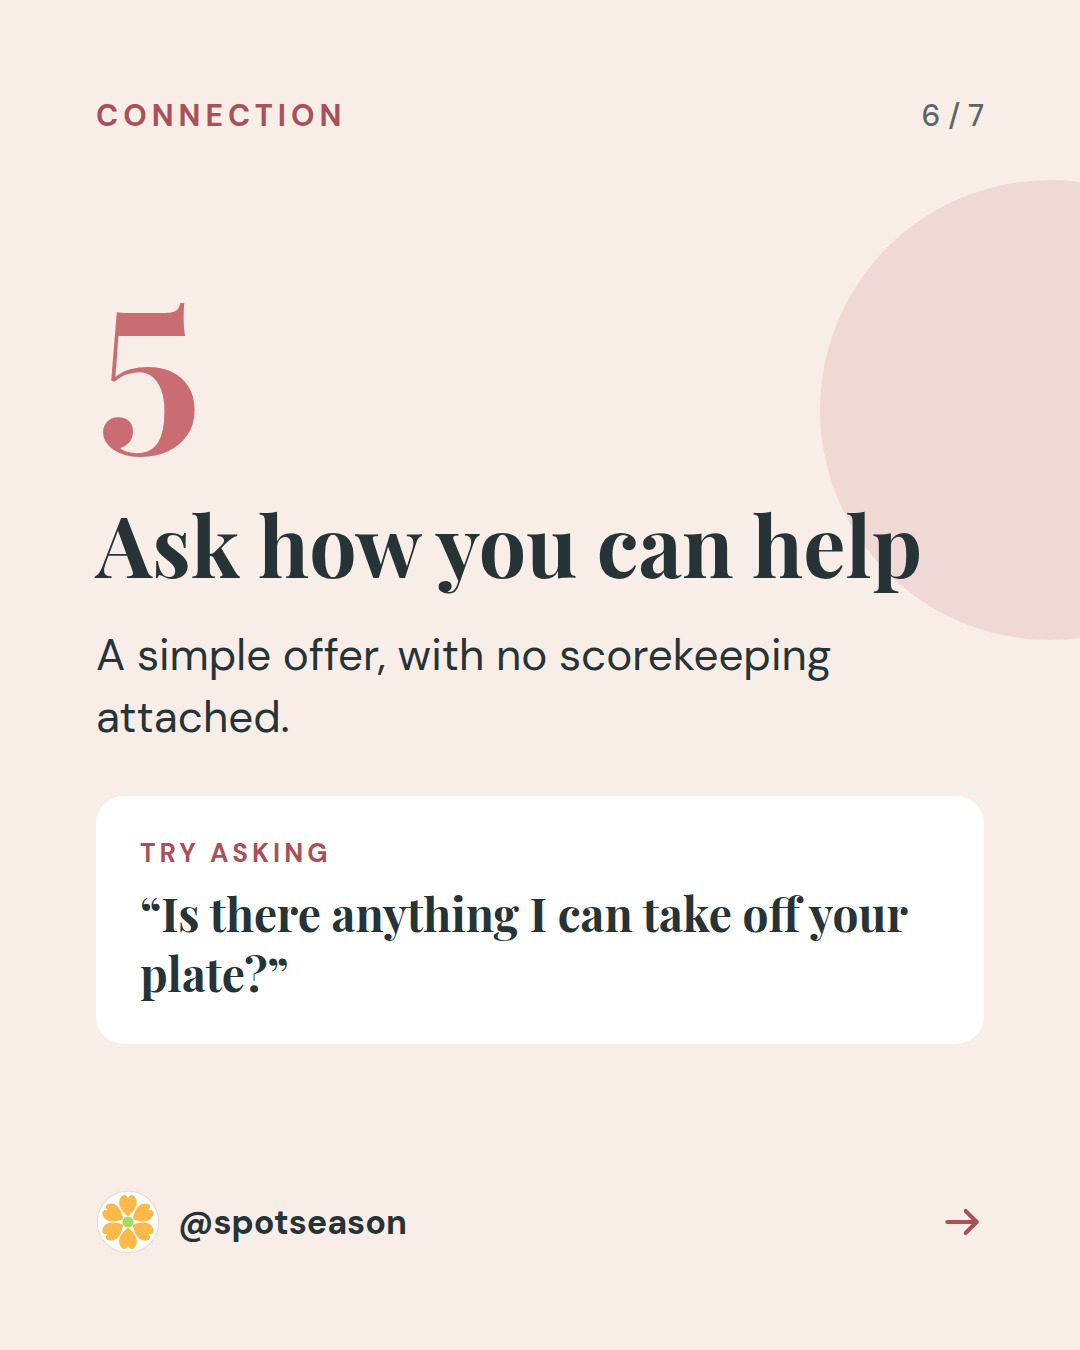 CONNECTION
6 / 7
5
Ask how you can help
A simple offer, with no scorekeeping
attached.
TRY ASKING
“Is there anything I can take off your
plate?”
@spotseason